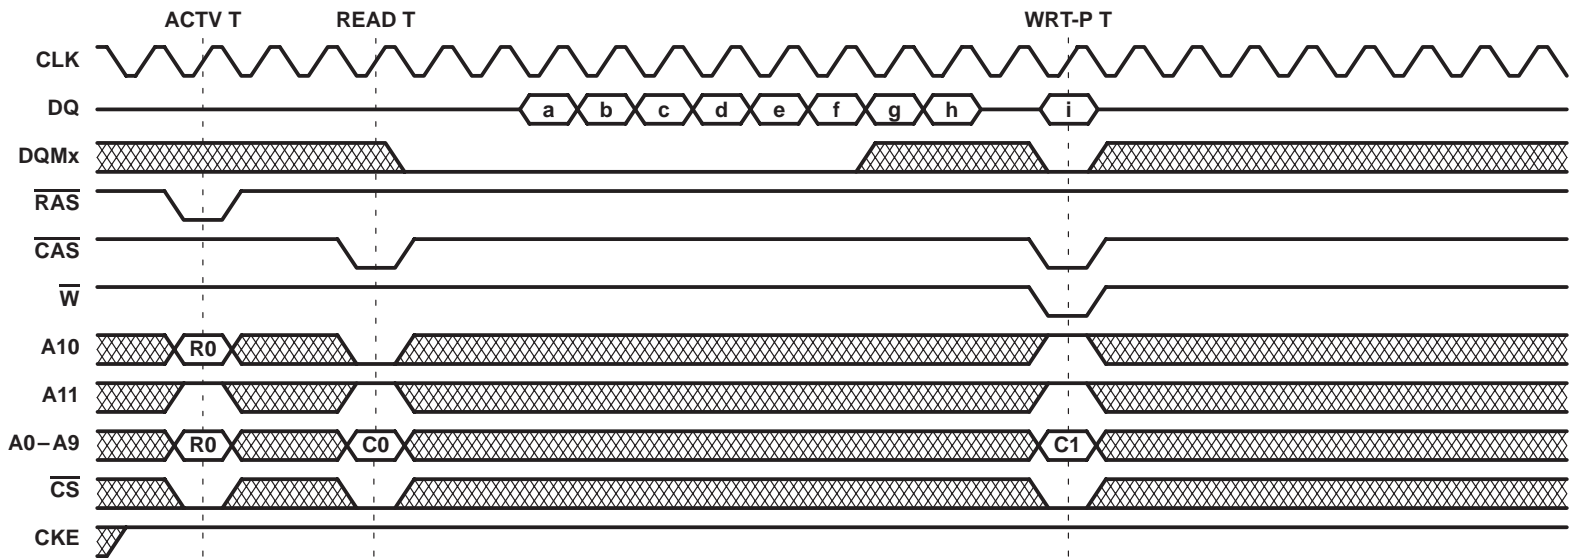 ACTV T READ T WRT-P T
CLK
DQ a b c d e f g h i
DQMx
RAS
CAS
W
A10 R0
A11
A0–A9 R0 C0 C1
CS
CKE